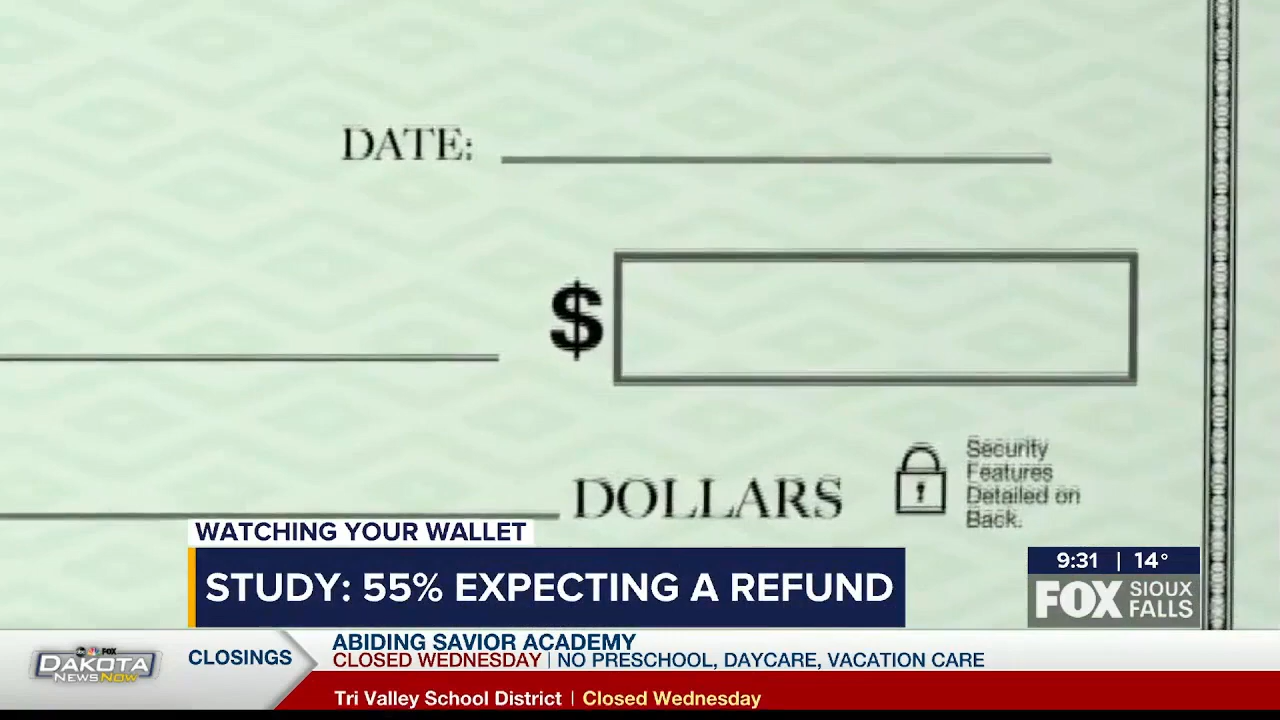 DATE:
$
DOLLARS
Security
Features
Detailed on
Back.
WATCHING YOUR WALLET
STUDY: 55% EXPECTING A REFUND
9:31 | 14°
FOX SIOUX FALLS
abc FOX
DAKOTA
NEWS NOW
CLOSINGS
ABIDING SAVIOR ACADEMY
CLOSED WEDNESDAY | NO PRESCHOOL, DAYCARE, VACATION CARE
Tri Valley School District | Closed Wednesday